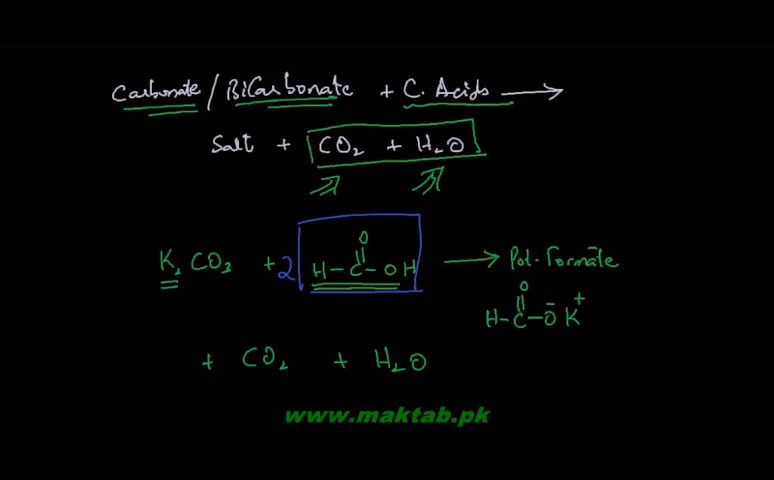 Carbonate / BiCarbonate + C. Acids ⟶
Salt + CO₂ + H₂O
K₂CO₃ + 2 H–C(=O)–OH ⟶ Pot. Formate
H–C(=O)–O⁻ K⁺
+ CO₂ + H₂O
www.maktab.pk